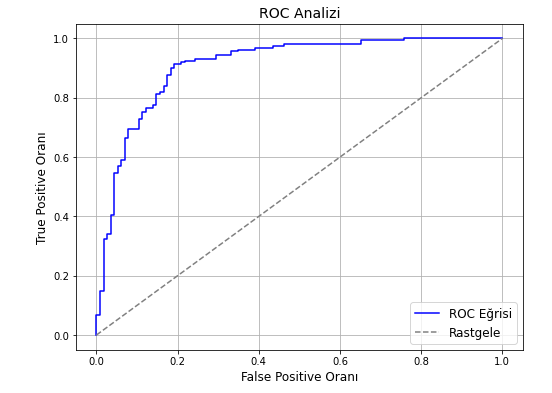 ROC Analizi
True Positive Oranı
1.0
0.8
0.6
0.4
0.2
0.0
0.0 0.2 0.4 0.6 0.8 1.0
False Positive Oranı
ROC Eğrisi
Rastgele